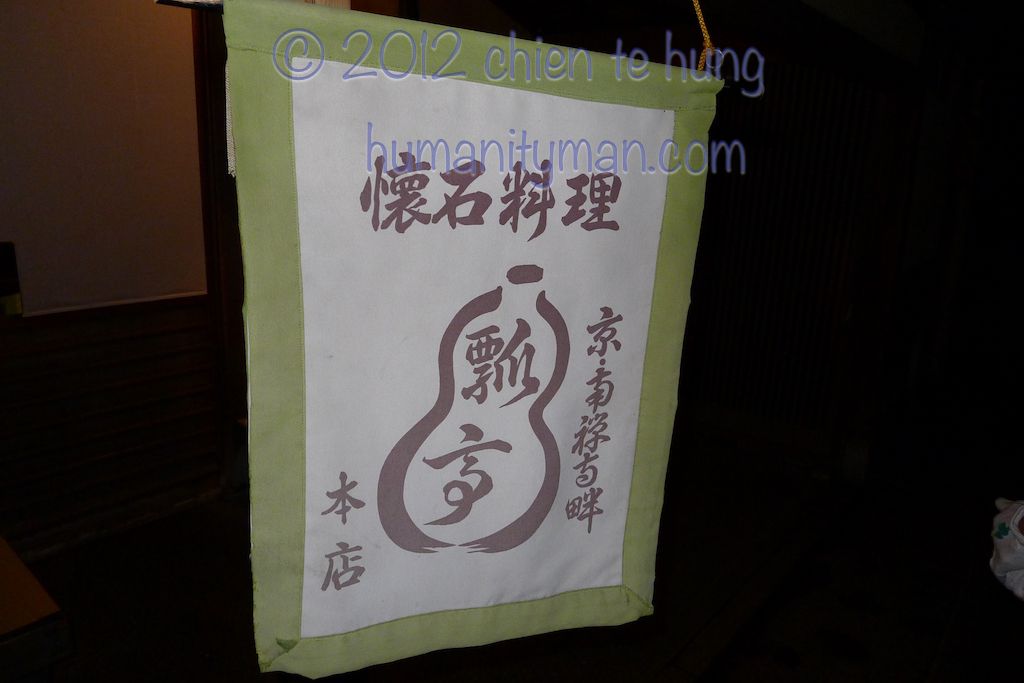 © 2012 chien te hung
humanityman.com
懐石料理
京・南禅寺畔
瓢亭
本店